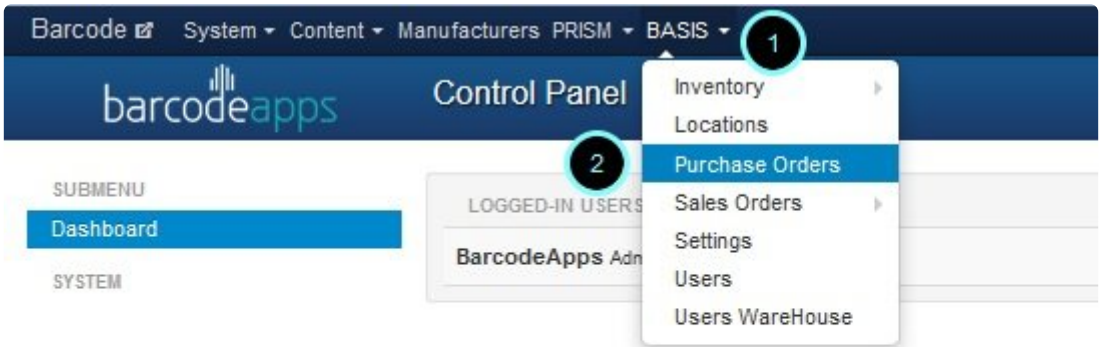 Barcode System Content Manufacturers PRISM BASIS
1
barcodeapps
Control Panel
Inventory
Locations
2
Purchase Orders
Sales Orders
Settings
Users
Users WareHouse
SUBMENU
Dashboard
SYSTEM
LOGGED-IN USERS
BarcodeApps Adm